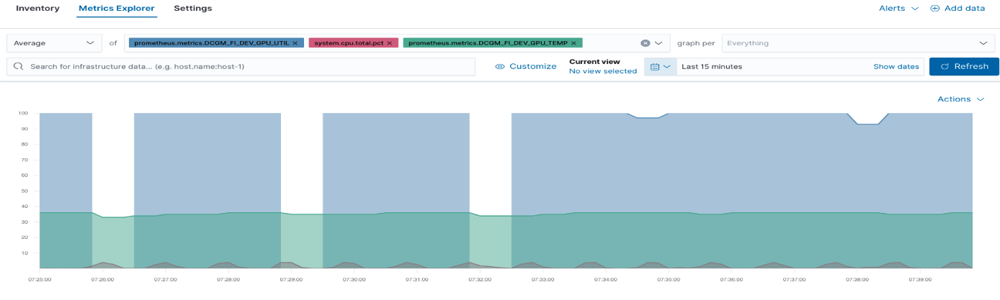 Inventory Metrics Explorer Settings Alerts Add data
Average of prometheus.metrics.DCGM_FI_DEV_GPU_UTIL × system.cpu.total.pct × prometheus.metrics.DCGM_FI_DEV_GPU_TEMP × graph per Everything
Search for infrastructure data... (e.g. host.name:host-1) Customize Current view No view selected Last 15 minutes Show dates Refresh
Actions
100
90
80
70
60
50
40
30
20
10
07:25:00 07:26:00 07:27:00 07:28:00 07:29:00 07:30:00 07:31:00 07:32:00 07:33:00 07:34:00 07:35:00 07:36:00 07:37:00 07:38:00 07:39:00